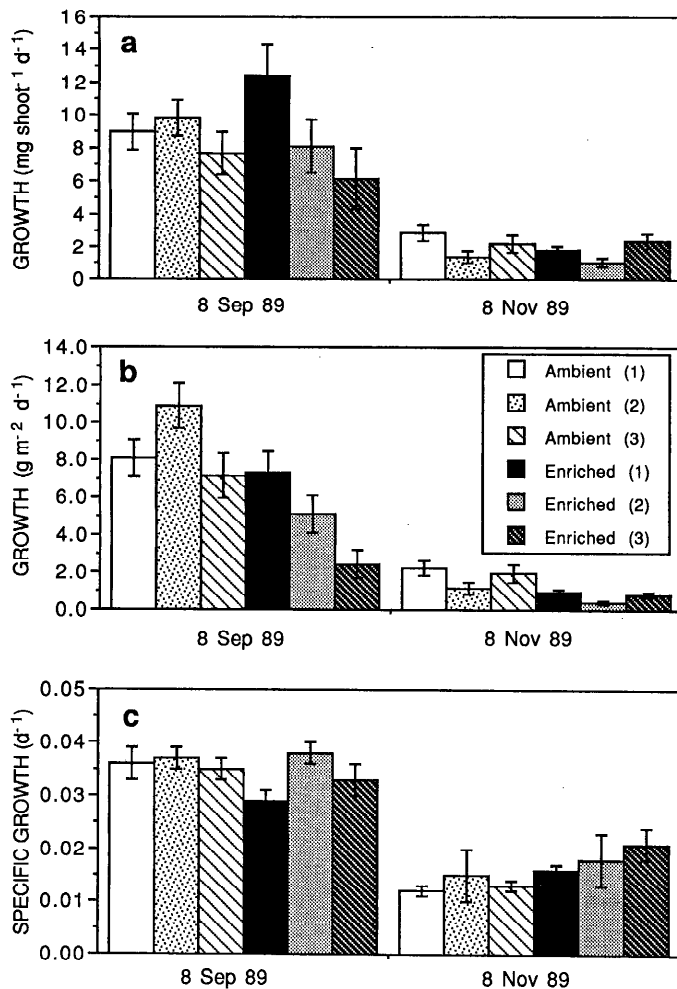 a
GROWTH (mg shoot⁻¹ d⁻¹)
16
14
12
10
8
6
4
2
0
8 Sep 89
8 Nov 89
b
GROWTH (g m⁻² d⁻¹)
14.0
12.0
10.0
8.0
6.0
4.0
2.0
0.0
Ambient (1)
Ambient (2)
Ambient (3)
Enriched (1)
Enriched (2)
Enriched (3)
8 Sep 89
8 Nov 89
c
SPECIFIC GROWTH (d⁻¹)
0.05
0.04
0.03
0.02
0.01
0.00
8 Sep 89
8 Nov 89